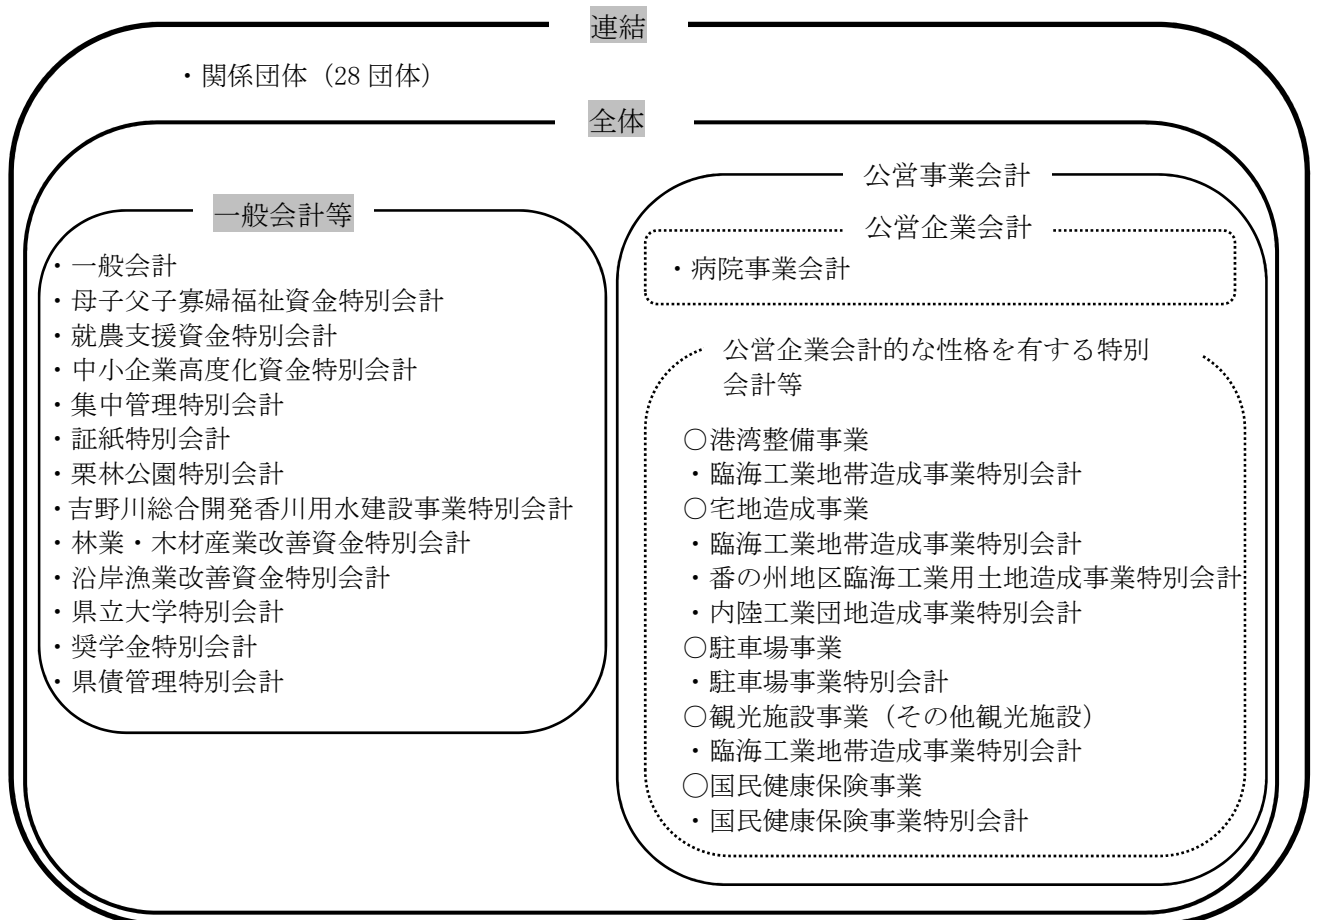 連結
・関係団体（28 団体）
全体
一般会計等
・一般会計
・母子父子寡婦福祉資金特別会計
・就農支援資金特別会計
・中小企業高度化資金特別会計
・集中管理特別会計
・証紙特別会計
・栗林公園特別会計
・吉野川総合開発香川用水建設事業特別会計
・林業・木材産業改善資金特別会計
・沿岸漁業改善資金特別会計
・県立大学特別会計
・奨学金特別会計
・県債管理特別会計
公営事業会計
公営企業会計
・病院事業会計
公営企業会計的な性格を有する特別
会計等
○港湾整備事業
・臨海工業地帯造成事業特別会計
○宅地造成事業
・臨海工業地帯造成事業特別会計
・番の州地区臨海工業用土地造成事業特別会計
・内陸工業団地造成事業特別会計
○駐車場事業
・駐車場事業特別会計
○観光施設事業（その他観光施設）
・臨海工業地帯造成事業特別会計
○国民健康保険事業
・国民健康保険事業特別会計